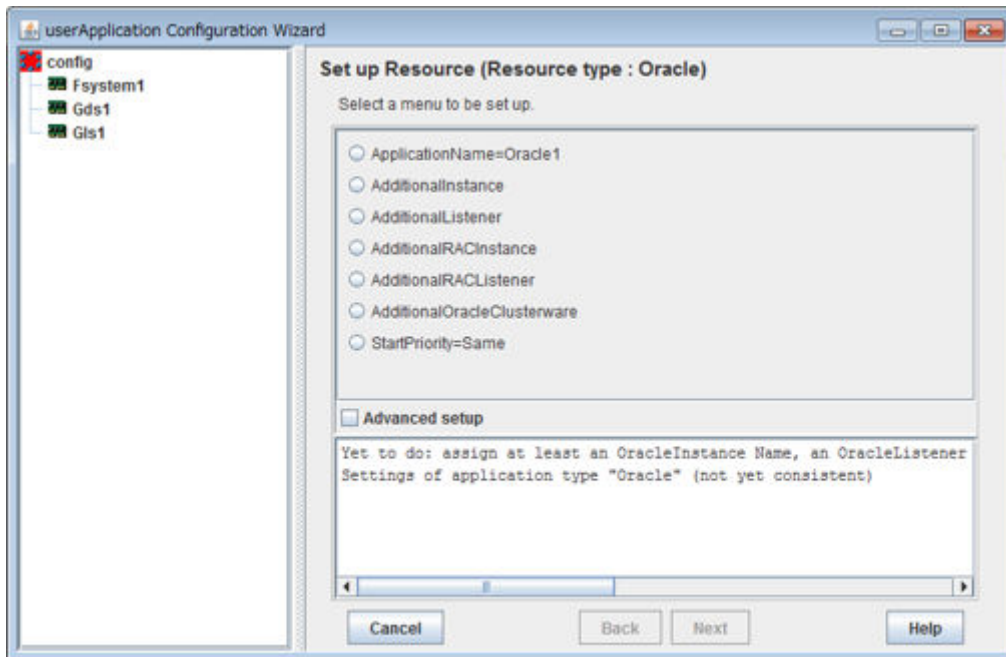 userApplication Configuration Wizard
config
Fsystem1
Gds1
Gls1
Set up Resource (Resource type : Oracle)
Select a menu to be set up.
ApplicationName=Oracle1
AdditionalInstance
AdditionalListener
AdditionalRACInstance
AdditionalRACListener
AdditionalOracleClusterware
StartPriority=Same
Advanced setup
Yet to do: assign at least an OracleInstance Name, an OracleListener
Settings of application type "Oracle" (not yet consistent)
Cancel
Back
Next
Help